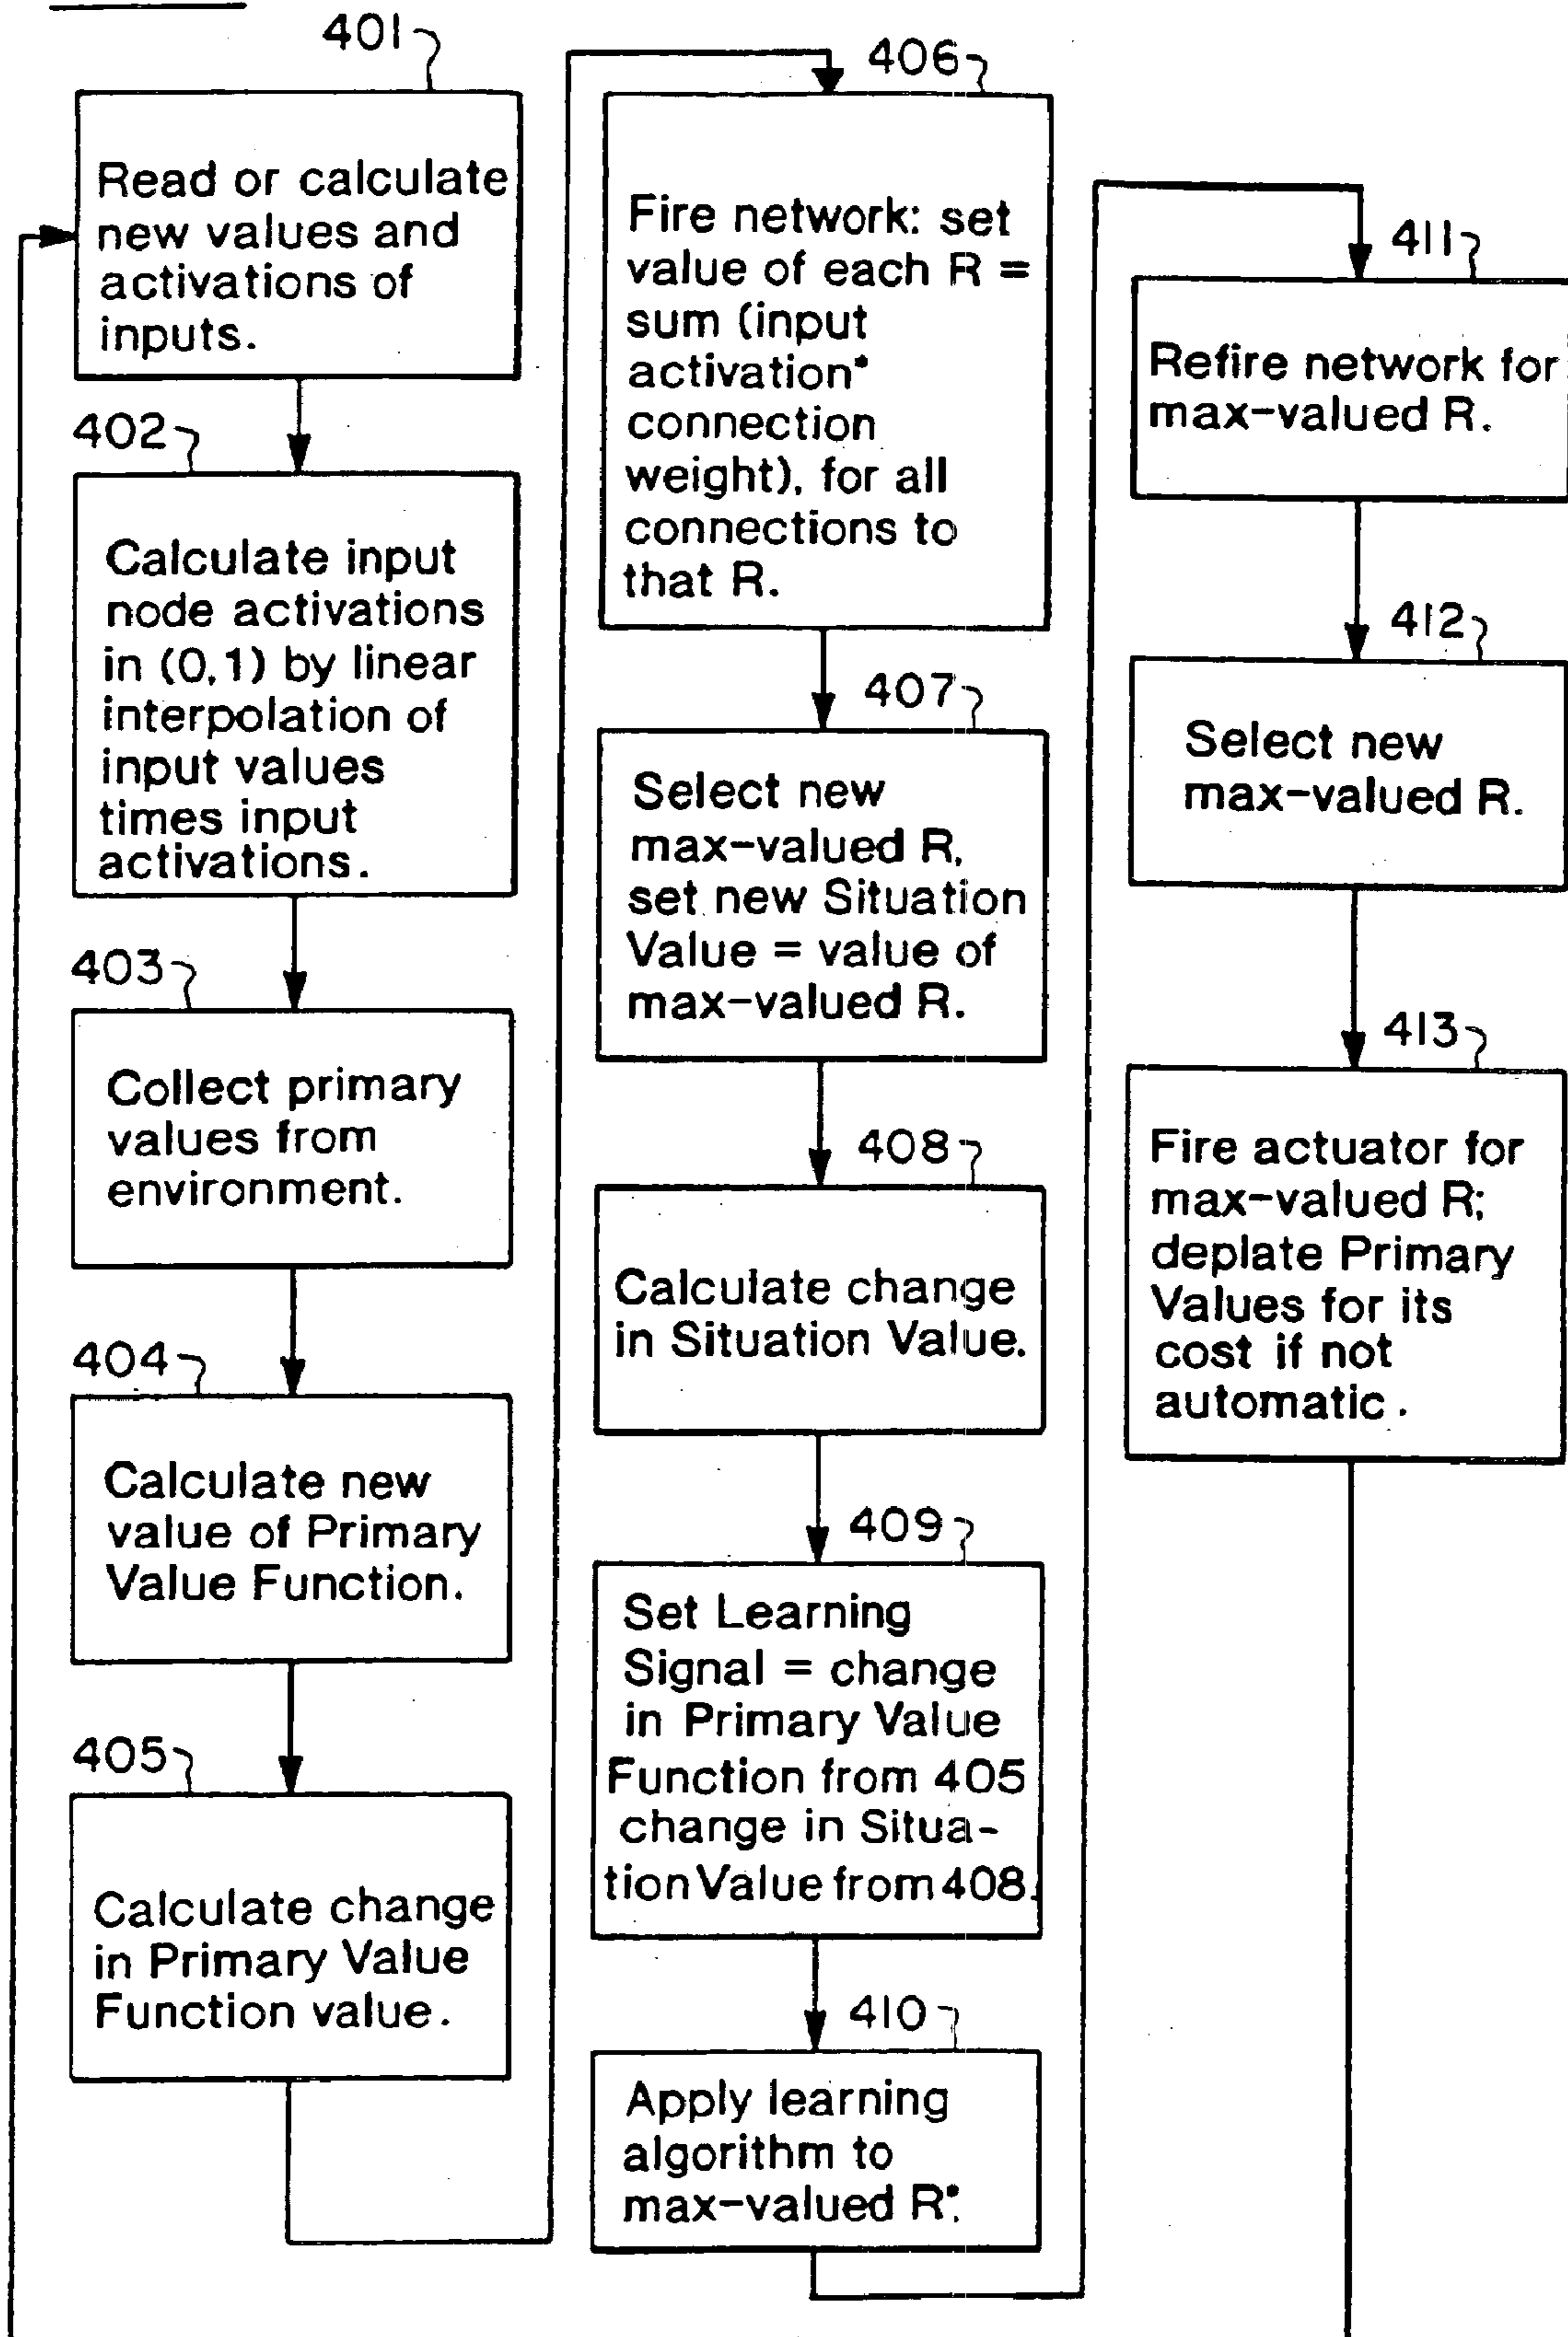 401
Read or calculate
new values and
activations of
inputs.
402
Calculate input
node activations
in (0,1) by linear
interpolation of
input values
times input
activations.
403
Collect primary
values from
environment.
404
Calculate new
value of Primary
Value Function.
405
Calculate change
in Primary Value
Function value.
406
Fire network: set
value of each R =
sum (input
activation*
connection
weight), for all
connections to
that R.
407
Select new
max-valued R,
set new Situation
Value = value of
max-valued R.
408
Calculate change
in Situation Value.
409
Set Learning
Signal = change
in Primary Value
Function from 405
change in Situa-
tion Value from 408.
410
Apply learning
algorithm to
max-valued R*.
411
Refire network for
max-valued R.
412
Select new
max-valued R.
413
Fire actuator for
max-valued R;
deplate Primary
Values for its
cost if not
automatic.